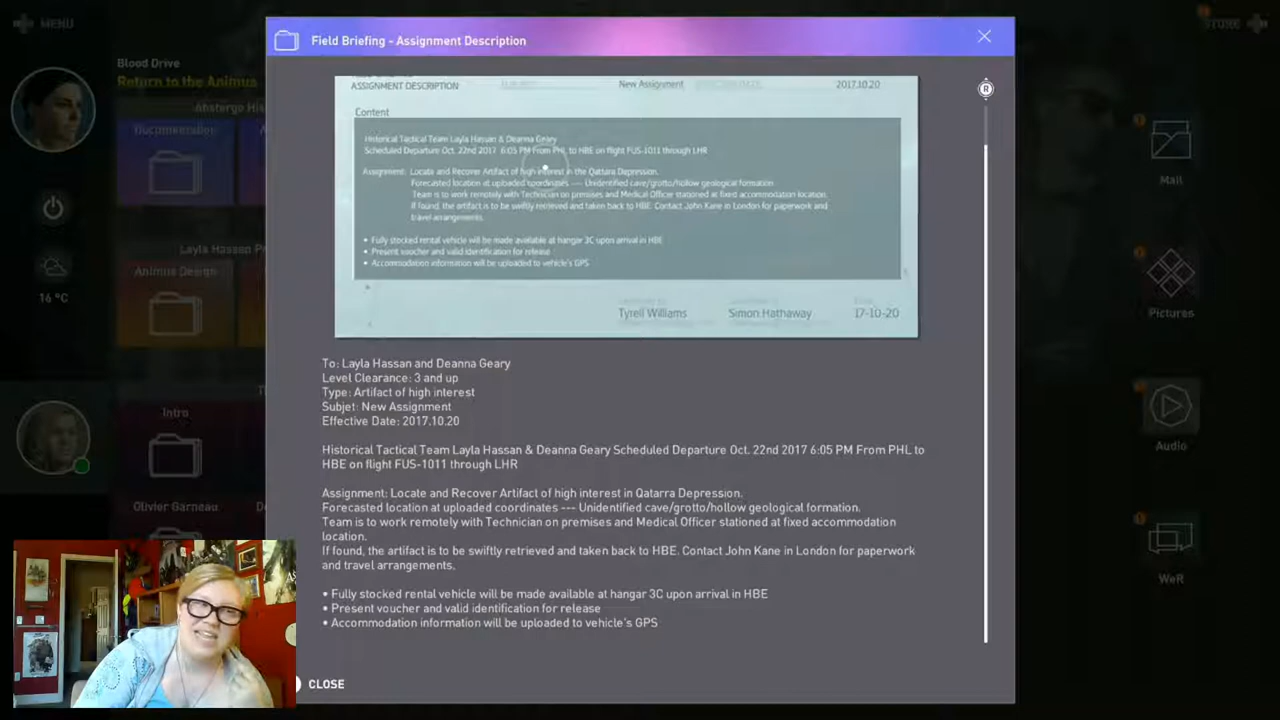 MENU
STORE
Blood Drive
Return to the Animus
Field Briefing - Assignment Description
Abstergo His
Documentation
Layla Hassan P
Animus Design
16 °C
Intro
Olivier Garneau
ASSIGNMENT DESCRIPTION
New Assignment
2017.10.20
Content
Historical Tactical Team Layla Hassan & Deanna Geary
Scheduled Departure Oct. 22nd 2017 6:05 PM From PHL to HBE on flight FUS-1011 through LHR
Assignment: Locate and Recover Artifact of high interest in the Qattara Depression.
Forecasted location at uploaded coordinates --- Unidentified cave/grotto/hollow geological formation.
Team is to work remotely with Technician on premises and Medical Officer stationed at fixed accommodation location.
If found, the artifact is to be swiftly retrieved and taken back to HBE. Contact John Kane in London for paperwork and
travel arrangements.
• Fully stocked rental vehicle will be made available at hangar 3C upon arrival in HBE
• Present voucher and valid identification for release
• Accommodation information will be uploaded to vehicle's GPS
Tyrell Williams
Simon Hathaway
17-10-20
To: Layla Hassan and Deanna Geary
Level Clearance: 3 and up
Type: Artifact of high interest
Subjet: New Assignment
Effective Date: 2017.10.20
Historical Tactical Team Layla Hassan & Deanna Geary Scheduled Departure Oct. 22nd 2017 6:05 PM From PHL to
HBE on flight FUS-1011 through LHR
Assignment: Locate and Recover Artifact of high interest in Qatarra Depression.
Forecasted location at uploaded coordinates --- Unidentified cave/grotto/hollow geological formation.
Team is to work remotely with Technician on premises and Medical Officer stationed at fixed accommodation
location.
If found, the artifact is to be swiftly retrieved and taken back to HBE. Contact John Kane in London for paperwork
and travel arrangements.
• Fully stocked rental vehicle will be made available at hangar 3C upon arrival in HBE
• Present voucher and valid identification for release
• Accommodation information will be uploaded to vehicle's GPS
CLOSE
R
Mail
Pictures
Audio
WeR